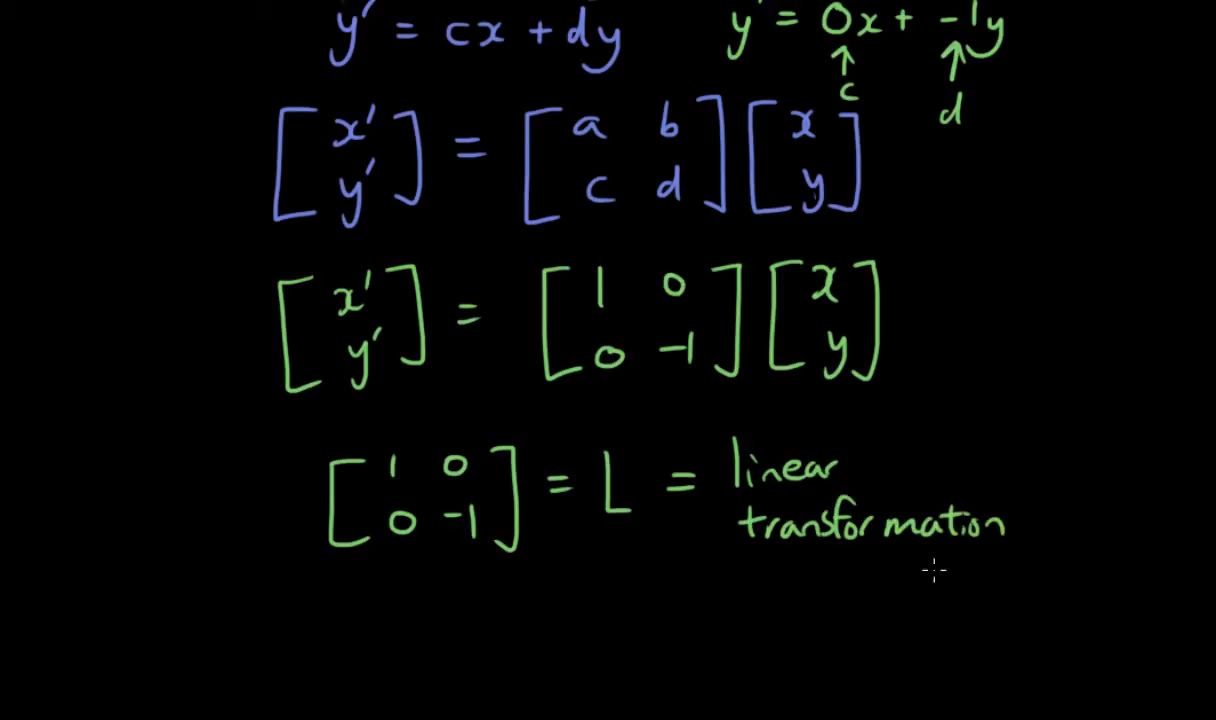 y' = cx + dy
y' = 0x + -1y
c
d
[x' y'] = [a b c d] [x y]
[x' y'] = [1 0 0 -1] [x y]
[1 0 0 -1] = L = linear transformation